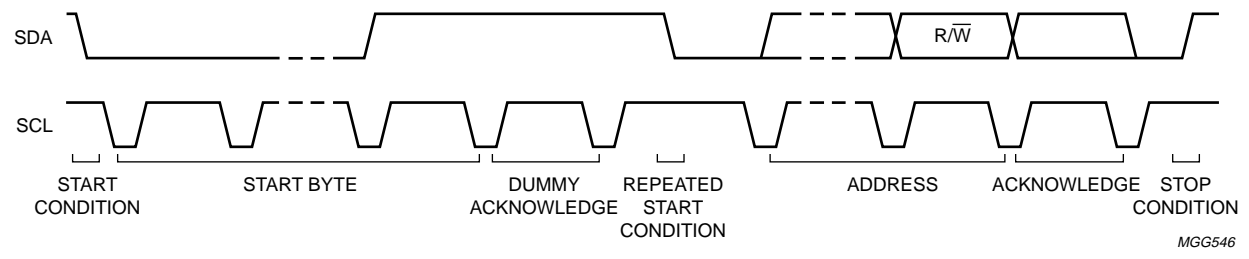 SDA
R/W̅
SCL
START
CONDITION
START BYTE
DUMMY
ACKNOWLEDGE
REPEATED
START
CONDITION
ADDRESS
ACKNOWLEDGE
STOP
CONDITION
MGG546